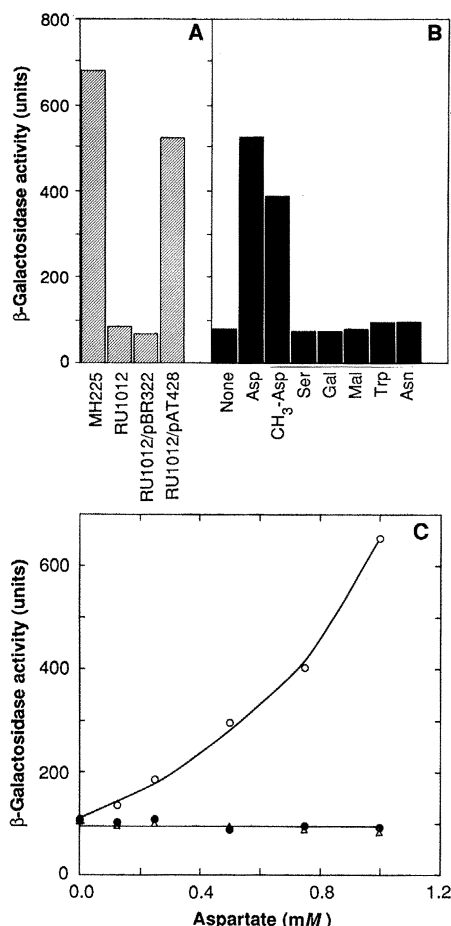 A
B
β-Galactosidase activity (units)
800
600
400
200
0
MH225
RU1012
RU1012/pBR322
RU1012/pAT428
None
Asp
CH3-Asp
Ser
Gal
Mal
Trp
Asn
C
β-Galactosidase activity (units)
600
400
200
0
0.0
0.4
0.8
1.2
Aspartate (mM)